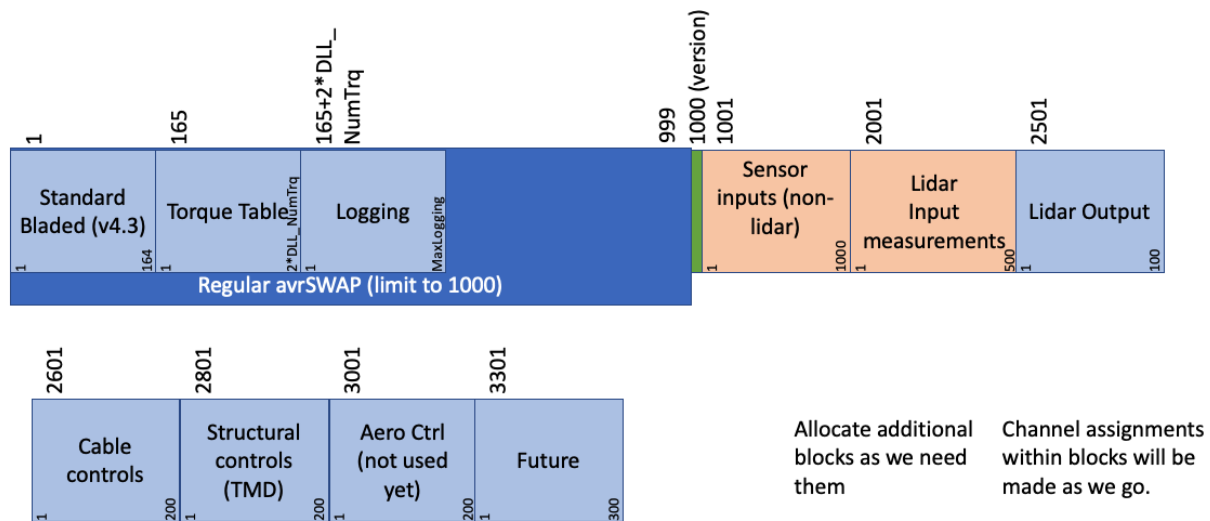 1
165
165+2*DLL_
NumTrq
999
1000 (version)
1001
2001
2501
Standard
Bladed (v4.3)
1
164
Torque Table
1
2*DLL_NumTrq
Logging
1
MaxLogging
Sensor
inputs (non-
lidar)
1
1000
Lidar
Input
measurements
1
500
Lidar Output
1
100
Regular avrSWAP (limit to 1000)
2601
2801
3001
3301
Cable
controls
1
200
Structural
controls
(TMD)
1
200
Aero Ctrl
(not used
yet)
1
200
Future
1
300
Allocate additional
blocks as we need
them
Channel assignments
within blocks will be
made as we go.